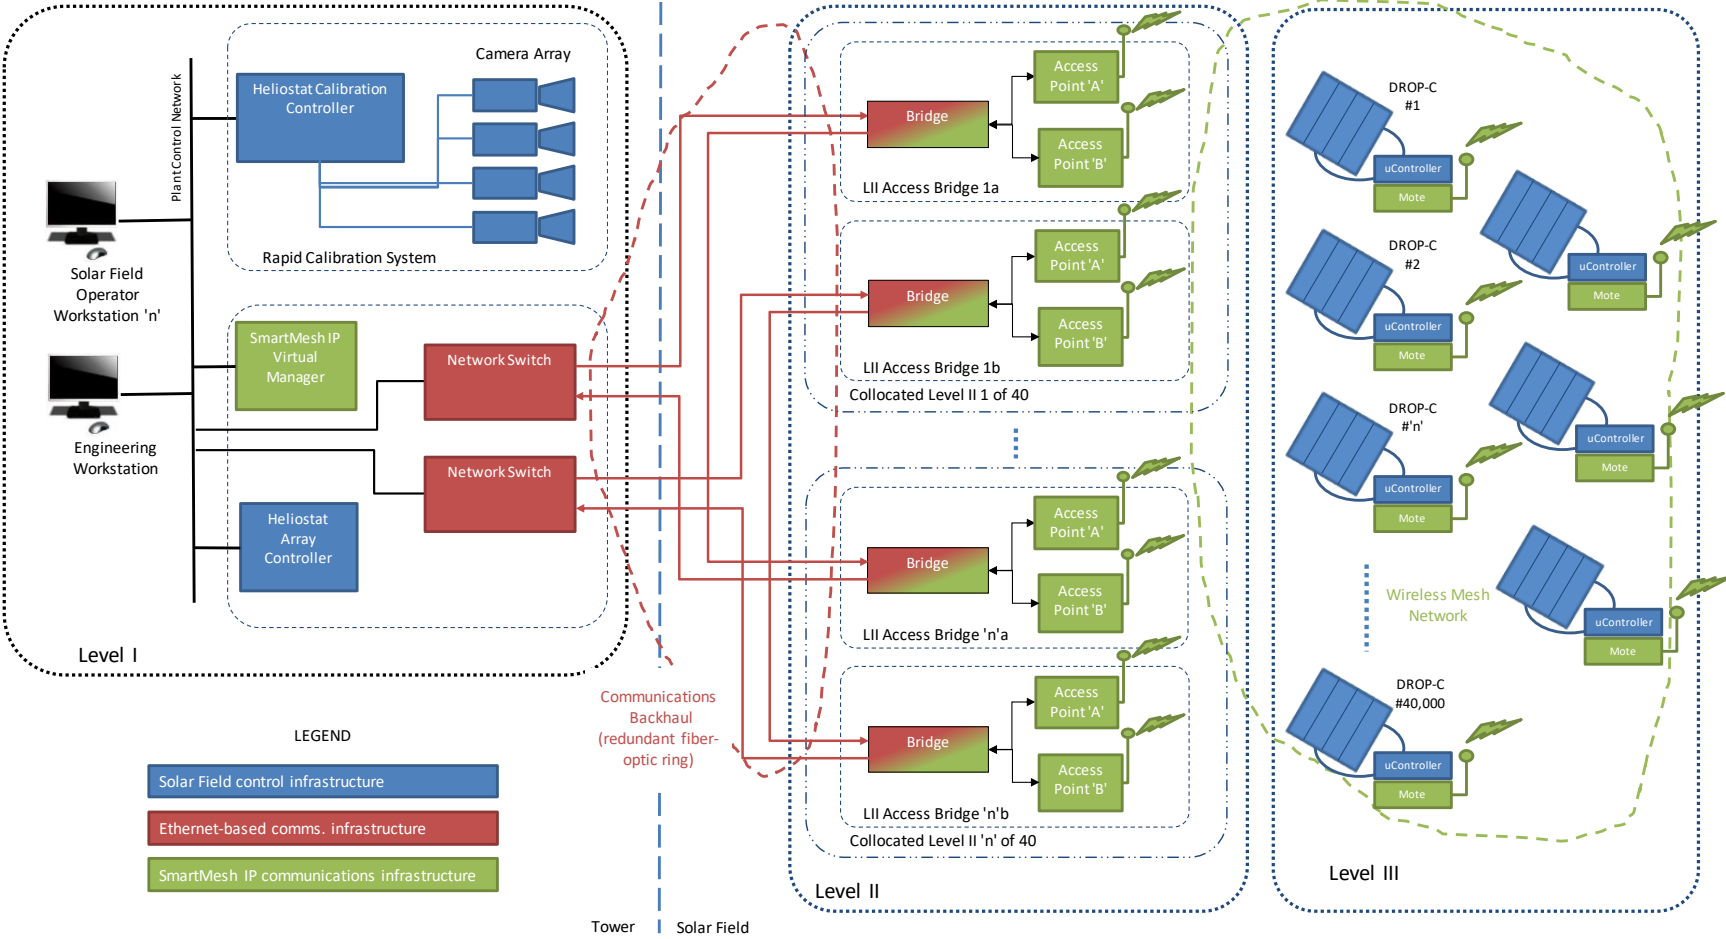 Plant Control Network
Camera Array
Heliostat Calibration
Controller
Rapid Calibration System
Solar Field
Operator
Workstation 'n'
SmartMesh IP
Virtual
Manager
Network Switch
Engineering
Workstation
Network Switch
Heliostat
Array
Controller
Level I
Communications
Backhaul
(redundant fiber-
optic ring)
LEGEND
Solar Field control infrastructure
Ethernet-based comms. infrastructure
SmartMesh IP communications infrastructure
Tower
Solar Field
Access
Point 'A'
Bridge
Access
Point 'B'
LII Access Bridge 1a
Access
Point 'A'
Bridge
Access
Point 'B'
LII Access Bridge 1b
Collocated Level II 1 of 40
Access
Point 'A'
Bridge
Access
Point 'B'
LII Access Bridge 'n'a
Access
Point 'A'
Bridge
Access
Point 'B'
LII Access Bridge 'n'b
Collocated Level II 'n' of 40
Level II
DROP-C
#1
uController
Mote
uController
Mote
DROP-C
#2
uController
Mote
uController
Mote
DROP-C
#'n'
uController
Mote
Wireless Mesh
Network
uController
Mote
DROP-C
#40,000
uController
Mote
Level III